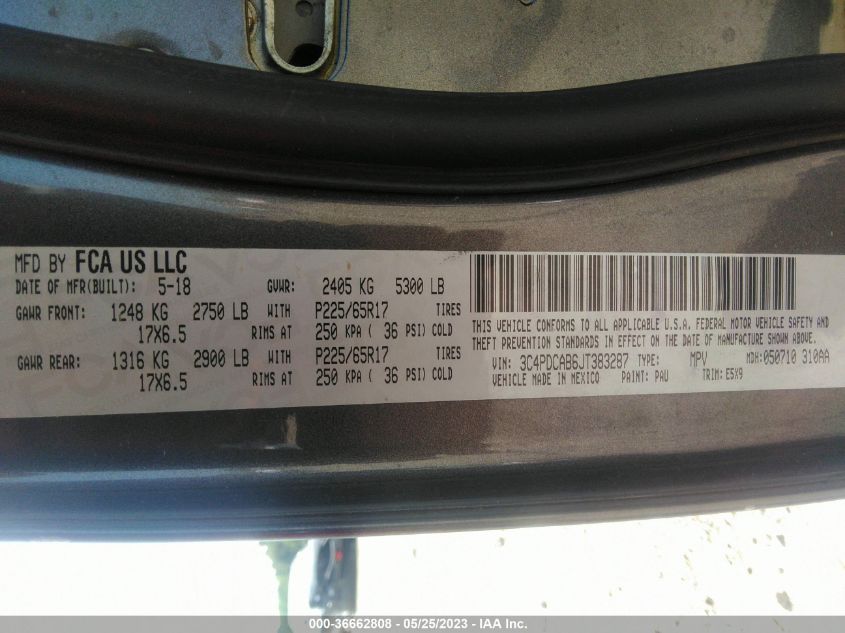 MFD BY FCA US LLC
DATE OF MFR(BUILT): 5-18 GVWR: 2405 KG 5300 LB
GAWR FRONT: 1248 KG 2750 LB WITH P225/65R17 TIRES
17X6.5 RIMS AT 250 KPA ( 36 PSI) COLD
GAWR REAR: 1316 KG 2900 LB WITH P225/65R17 TIRES
17X6.5 RIMS AT 250 KPA ( 36 PSI) COLD
THIS VEHICLE CONFORMS TO ALL APPLICABLE U.S.A. FEDERAL MOTOR VEHICLE SAFETY AND
THEFT PREVENTION STANDARDS IN EFFECT ON THE DATE OF MANUFACTURE SHOWN ABOVE.
VIN: 3C4PDCAB6JT383287 TYPE: MPV MDH: 050710 310AA
VEHICLE MADE IN MEXICO PAINT: PAU TRIM: E5X9
000-36662808 - 05/25/2023 - IAA Inc.